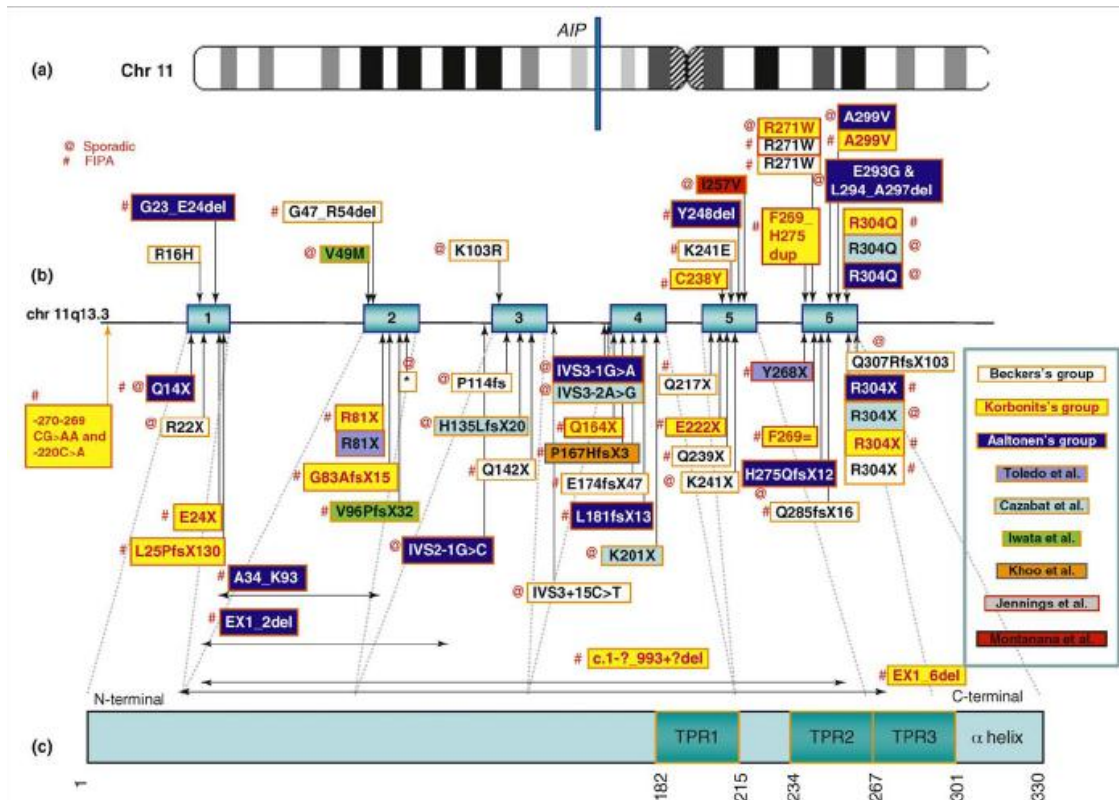 AIP
(a)
Chr 11
@ Sporadic
# FIPA
@ A299V
# A299V
@ R271W
# R271W
# R271W
@ E293G &
L294_A297del
@ I257V
# G23_E24del
# G47_R54del
# Y248del
# F269_
H275
dup
R304Q #
R304Q @
R304Q @
R16H
@ V49M
@ K103R
# K241E
# C238Y
(b)
chr 11q13.3
1
2
3
4
5
6
#
-270-269
CG>AA and
-220C>A
# @ Q14X
@ R22X
# E24X
# L25PfsX130
# A34_K93
# EX1_2del
@
*
# R81X
R81X
# G83AfsX15
# V96PfsX32
@ P114fs
@ H135LfsX20
# Q142X
@ IVS2-1G>C
@ IVS3-1G>A
@ IVS3-2A>G
# Q164X
# P167HfsX3
# E174fsX47
# L181fsX13
@ K201X
@ IVS3+15C>T
# Q217X
# E222X
# Q239X
@ K241X
# Y268X
# F269=
# H275QfsX12
@
# Q285fsX16
@
Q307RfsX103
R304X #
R304X @
R304X #
R304X #
# c.1-?_993+?del
# EX1_6del
Beckers's group
Korbonits's group
Aaltonen's group
Toledo et al.
Cazabat et al.
Iwata et al.
Khoo et al.
Jennings et al.
Montanana et al.
N-terminal
C-terminal
(c)
TPR1
TPR2
TPR3
α helix
1
182
215
234
267
301
330